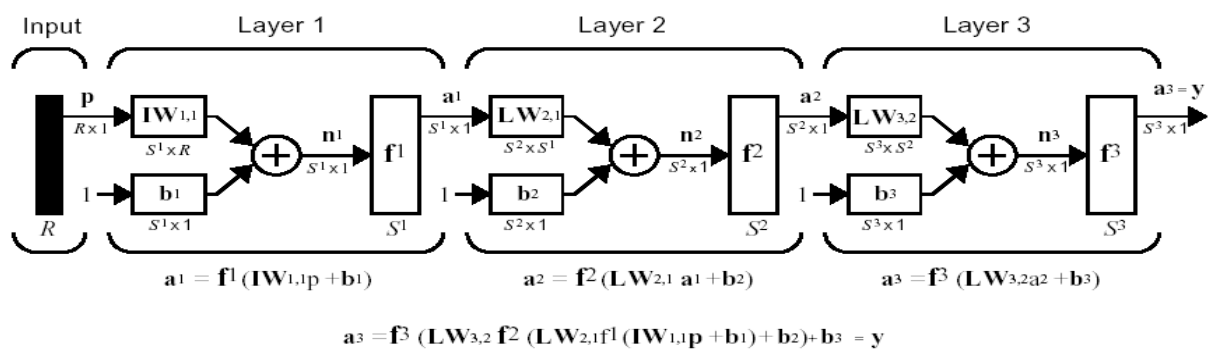 Input Layer 1 Layer 2 Layer 3
p a1 a2 a3 = y
IW1,1 LW2,1 LW3,2
R×1 S1×1 S2×1 S3×1
S1×R n1 S2×S1 n2 S3×S2 n3
f1 f2 f3
S1×1 S2×1 S3×1
1 b1 1 b2 1 b3
R S1×1 S1 S2×1 S2 S3×1 S3
a1 = f1 (IW1,1p +b1) a2 = f2 (LW2,1 a1 +b2) a3 =f3 (LW3,2a2 +b3)
a3 =f3 (LW3,2 f2 (LW2,1f1 (IW1,1p +b1) + b2)+b3 = y